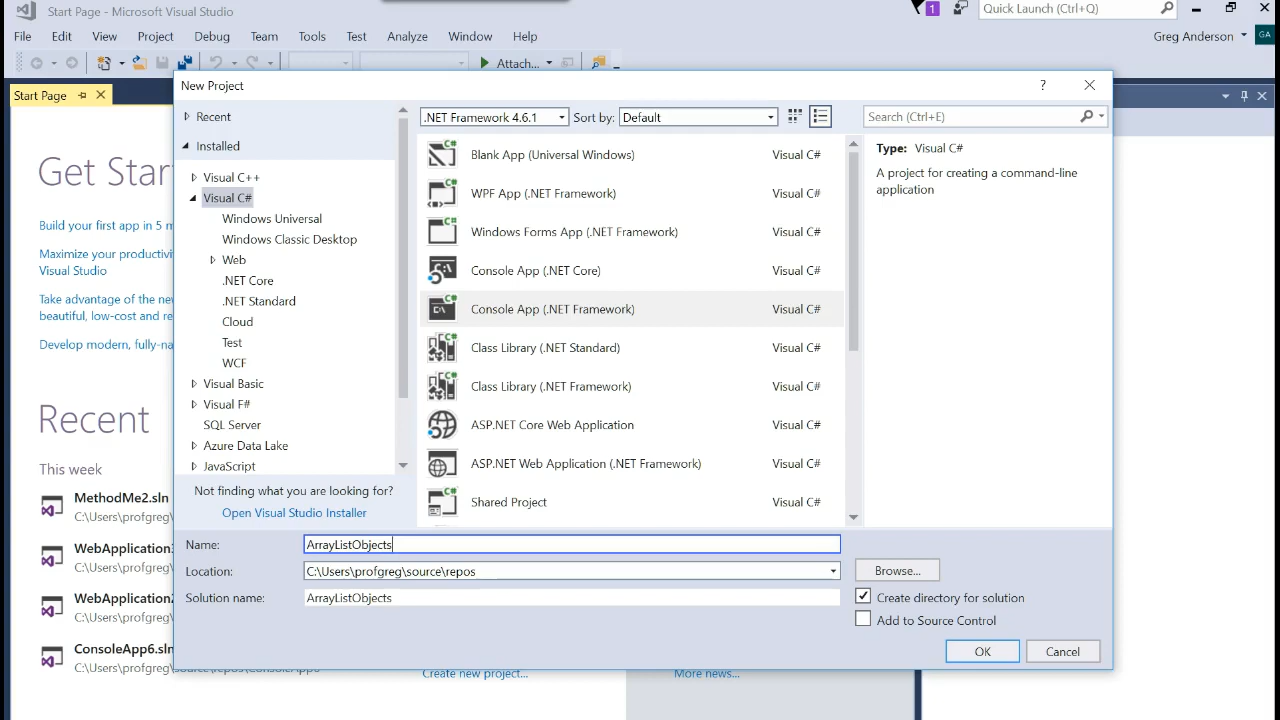 Start Page - Microsoft Visual Studio
1
Quick Launch (Ctrl+Q)
File Edit View Project Debug Team Tools Test Analyze Window Help
Greg Anderson
GA
Attach...
Start Page
New Project
?
Recent
Installed
Visual C++
Visual C#
Windows Universal
Windows Classic Desktop
Web
.NET Core
.NET Standard
Cloud
Test
WCF
Visual Basic
Visual F#
SQL Server
Azure Data Lake
JavaScript
Not finding what you are looking for?
Open Visual Studio Installer
.NET Framework 4.6.1
Sort by: Default
Blank App (Universal Windows) Visual C#
WPF App (.NET Framework) Visual C#
Windows Forms App (.NET Framework) Visual C#
Console App (.NET Core) Visual C#
Console App (.NET Framework) Visual C#
Class Library (.NET Standard) Visual C#
Class Library (.NET Framework) Visual C#
ASP.NET Core Web Application Visual C#
ASP.NET Web Application (.NET Framework) Visual C#
Shared Project Visual C#
Search (Ctrl+E)
Type: Visual C#
A project for creating a command-line
application
Name: ArrayListObjects
Location: C:\Users\profgreg\source\repos
Browse...
Solution name: ArrayListObjects
Create directory for solution
Add to Source Control
OK
Cancel
Get Star
Build your first app in 5 m
Maximize your productivi
Visual Studio
Take advantage of the new
beautiful, low-cost and re
Develop modern, fully-na
Recent
This week
MethodMe2.sln
C:\Users\profgreg\
WebApplication
C:\Users\profgreg\
WebApplication2
C:\Users\profgreg\
ConsoleApp6.sln
Create new project...
More news...